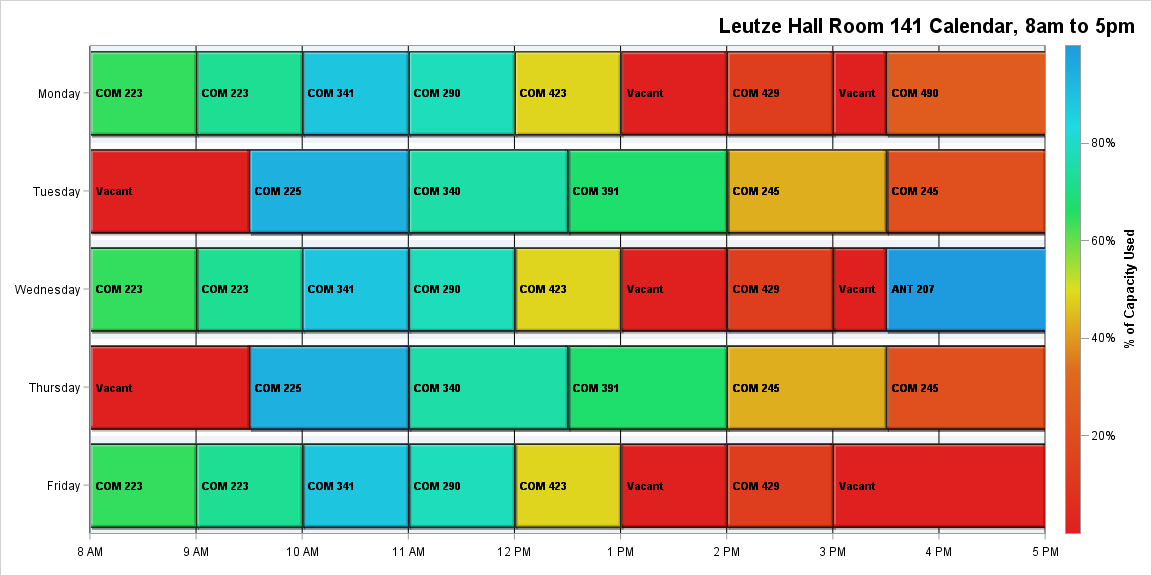 Leutze Hall Room 141 Calendar, 8am to 5pm
Monday
COM 223
COM 223
COM 341
COM 290
COM 423
Vacant
COM 429
Vacant
COM 490
Tuesday
Vacant
COM 225
COM 340
COM 391
COM 245
COM 245
Wednesday
COM 223
COM 223
COM 341
COM 290
COM 423
Vacant
COM 429
Vacant
ANT 207
Thursday
Vacant
COM 225
COM 340
COM 391
COM 245
COM 245
Friday
COM 223
COM 223
COM 341
COM 290
COM 423
Vacant
COM 429
Vacant
8 AM
9 AM
10 AM
11 AM
12 PM
1 PM
2 PM
3 PM
4 PM
5 PM
80%
60%
40%
20%
% of Capacity Used